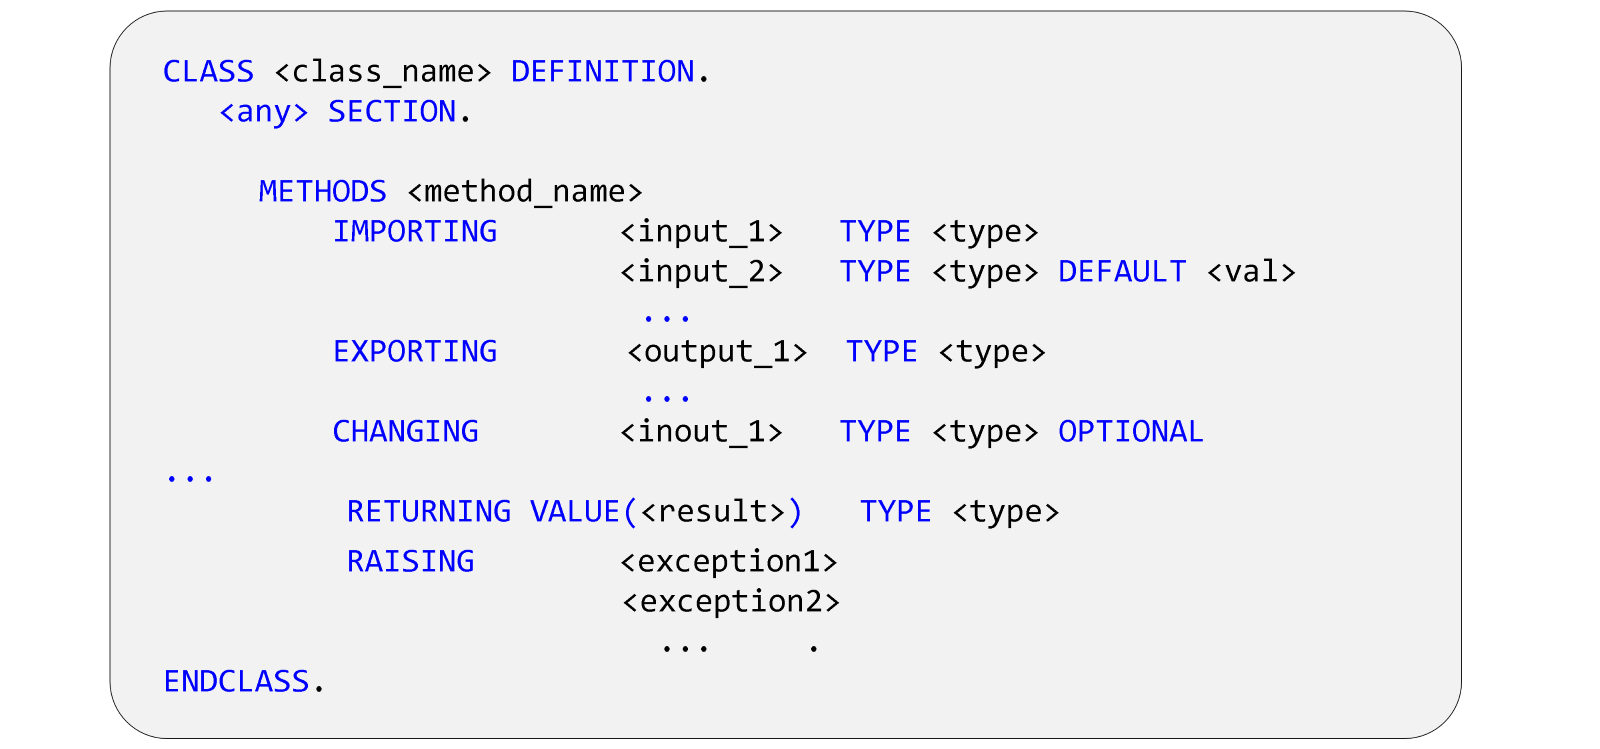 CLASS <class_name> DEFINITION.
<any> SECTION.
METHODS <method_name>
IMPORTING <input_1> TYPE <type>
<input_2> TYPE <type> DEFAULT <val>
...
EXPORTING <output_1> TYPE <type>
...
CHANGING <inout_1> TYPE <type> OPTIONAL
...
RETURNING VALUE(<result>) TYPE <type>
RAISING <exception1>
<exception2>
... .
ENDCLASS.